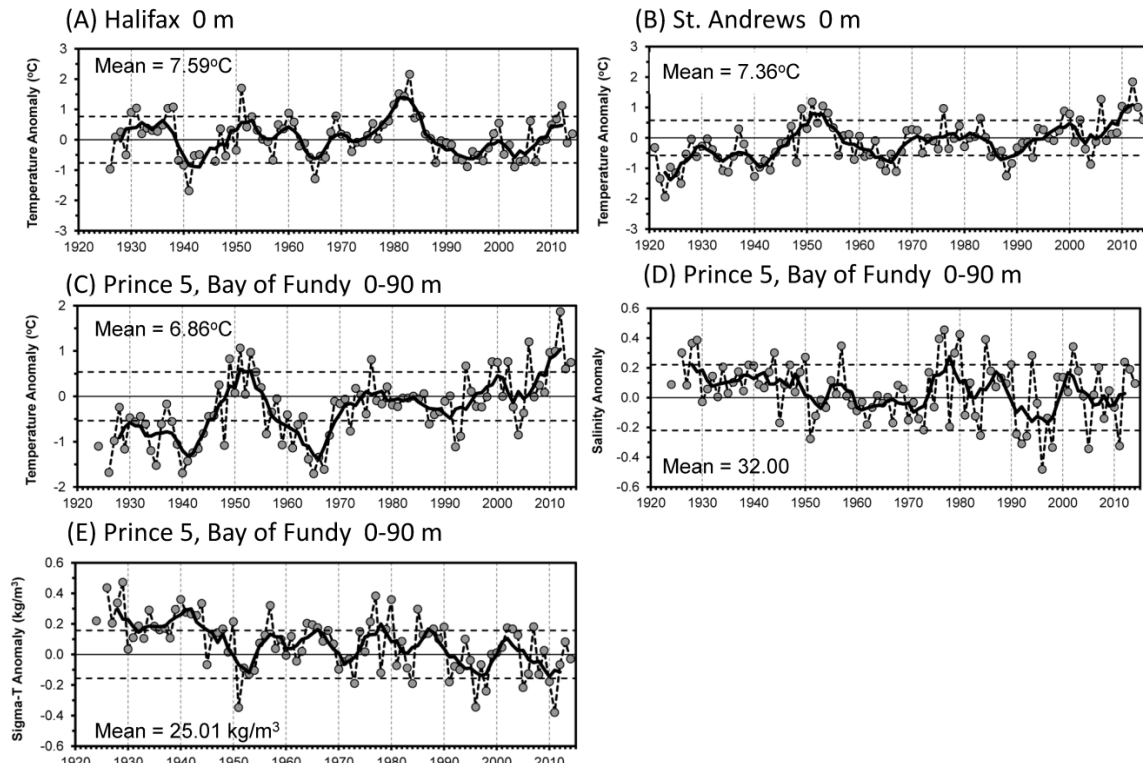 (A) Halifax 0 m
Temperature Anomaly (ºC)
3
2
1
0
-1
-2
-3
Mean = 7.59ºC
1920 1930 1940 1950 1960 1970 1980 1990 2000 2010
(B) St. Andrews 0 m
Temperature Anomaly (ºC)
3
2
1
0
-1
-2
-3
Mean = 7.36ºC
1920 1930 1940 1950 1960 1970 1980 1990 2000 2010
(C) Prince 5, Bay of Fundy 0-90 m
Temperature Anomaly (ºC)
2
1
0
-1
-2
Mean = 6.86ºC
1920 1930 1940 1950 1960 1970 1980 1990 2000 2010
(D) Prince 5, Bay of Fundy 0-90 m
Salinity Anomaly
0.6
0.4
0.2
0.0
-0.2
-0.4
-0.6
Mean = 32.00
1920 1930 1940 1950 1960 1970 1980 1990 2000 2010
(E) Prince 5, Bay of Fundy 0-90 m
Sigma-T Anomaly (kg/m³)
0.6
0.4
0.2
0.0
-0.2
-0.4
-0.6
Mean = 25.01 kg/m³
1920 1930 1940 1950 1960 1970 1980 1990 2000 2010